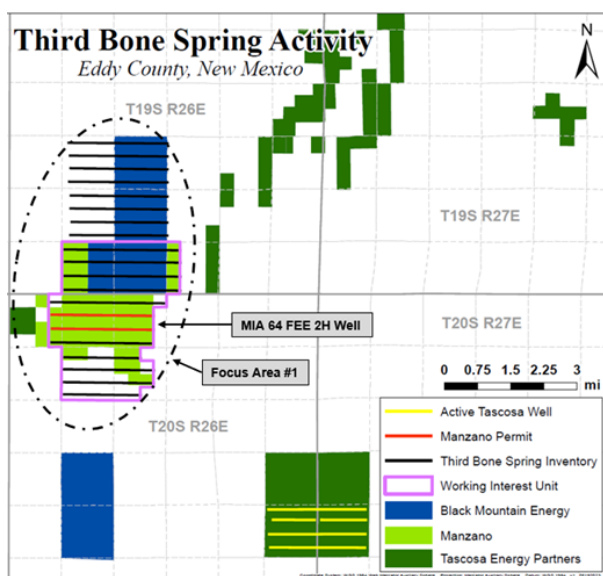 Third Bone Spring Activity
Eddy County, New Mexico
N
T19S R26E
T19S R27E
T20S R27E
MIA 64 FEE 2H Well
Focus Area #1
T20S R26E
0 0.75 1.5 2.25 3
mi
Active Tascosa Well
Manzano Permit
Third Bone Spring Inventory
Working Interest Unit
Black Mountain Energy
Manzano
Tascosa Energy Partners